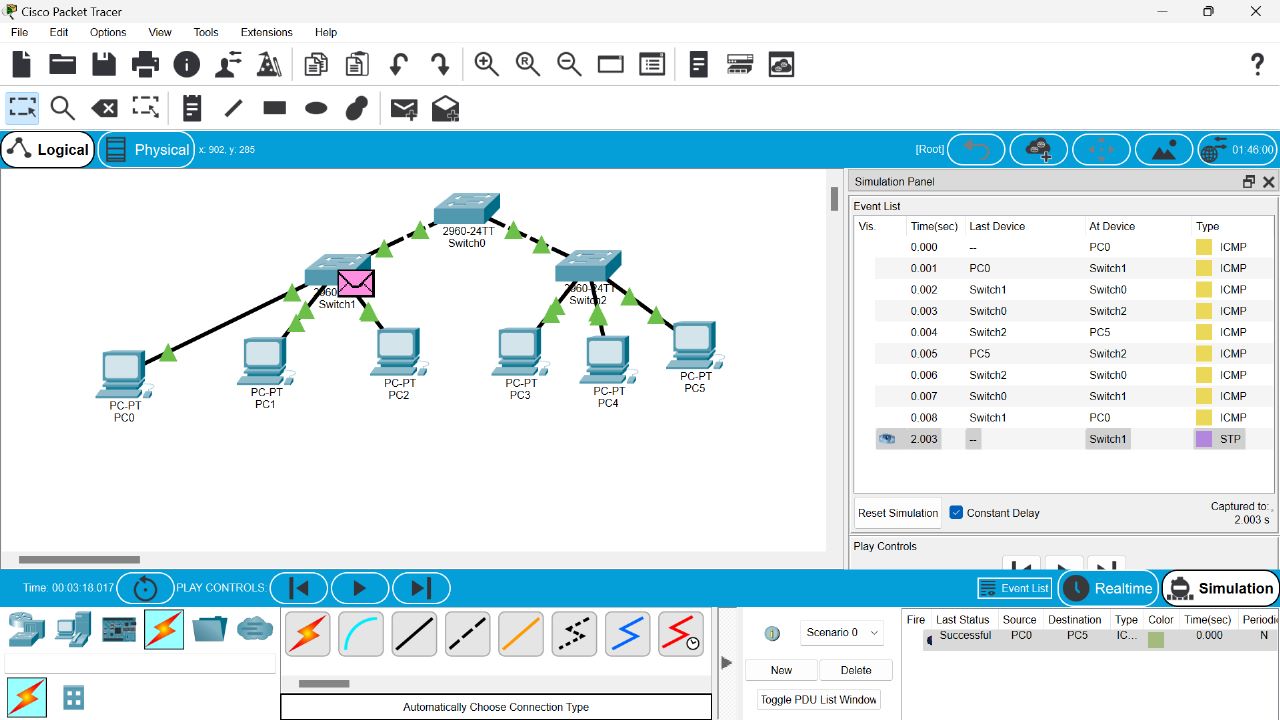 Cisco Packet Tracer
File Edit Options View Tools Extensions Help
Logical Physical x: 902, y: 285 [Root] 01:46:00
Simulation Panel
Event List
Vis. Time(sec) Last Device At Device Type
0.000 -- PC0 ICMP
0.001 PC0 Switch1 ICMP
0.002 Switch1 Switch0 ICMP
0.003 Switch0 Switch2 ICMP
0.004 Switch2 PC5 ICMP
0.005 PC5 Switch2 ICMP
0.006 Switch2 Switch0 ICMP
0.007 Switch0 Switch1 ICMP
0.008 Switch1 PC0 ICMP
2.003 -- Switch1 STP
Reset Simulation Constant Delay
Captured to:
2.003 s
Play Controls
2960-24TT
Switch0
Switch1
2960-24TT
Switch2
PC-PT
PC0
PC-PT
PC1
PC-PT
PC2
PC-PT
PC3
PC-PT
PC4
PC-PT
PC5
Time: 00:03:18.017 PLAY CONTROLS: Event List Realtime Simulation
Scenario 0
New Delete
Toggle PDU List Window
Automatically Choose Connection Type
Fire Last Status Source Destination Type Color Time(sec) Periodi
Successful PC0 PC5 IC... 0.000 N